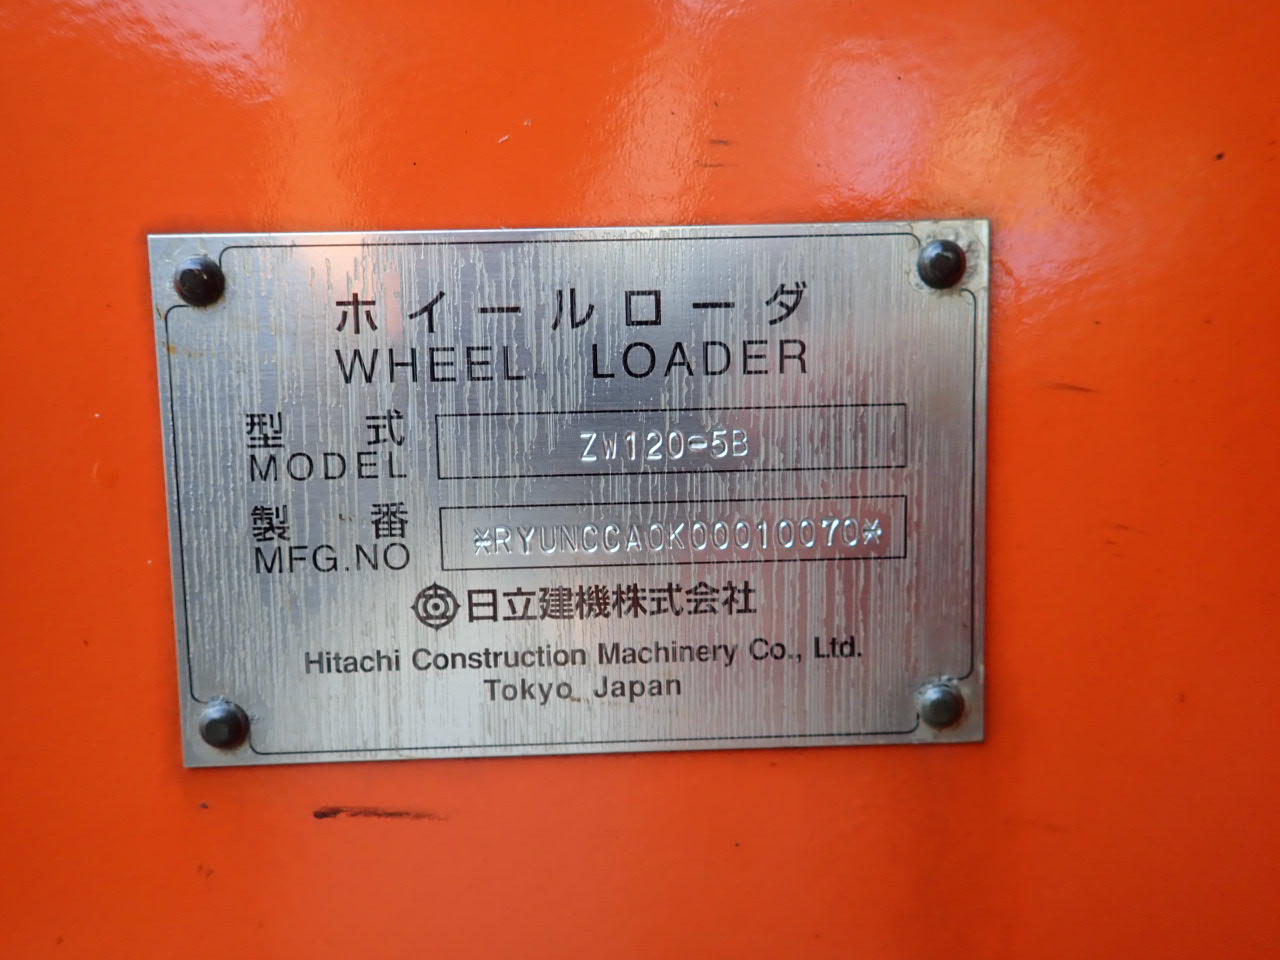 ホイールローダ
WHEEL LOADER
型式 ZW120-5B
MODEL
製番 *RYUNCCA0K00010070*
MFG.NO
日立建機株式会社
Hitachi Construction Machinery Co., Ltd.
Tokyo Japan